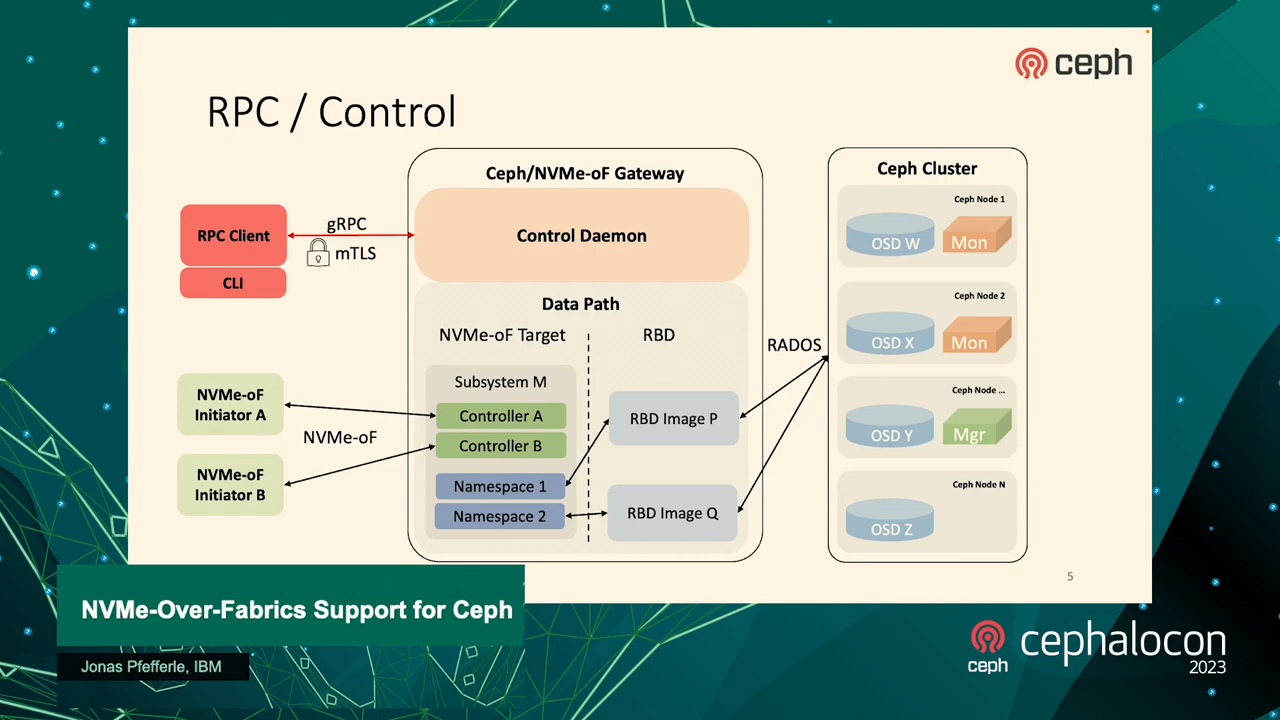 ceph
RPC / Control
Ceph/NVMe-oF Gateway
Ceph Cluster
RPC Client
CLI
gRPC
mTLS
Control Daemon
Data Path
NVMe-oF Target
RBD
Subsystem M
Controller A
Controller B
Namespace 1
Namespace 2
NVMe-oF
Initiator A
NVMe-oF
NVMe-oF
Initiator B
RBD Image P
RBD Image Q
RADOS
Ceph Node 1
OSD W
Mon
Ceph Node 2
OSD X
Mon
Ceph Node ...
OSD Y
Mgr
Ceph Node N
OSD Z
5
NVMe-Over-Fabrics Support for Ceph
Jonas Pfefferle, IBM
ceph
cephalocon
2023